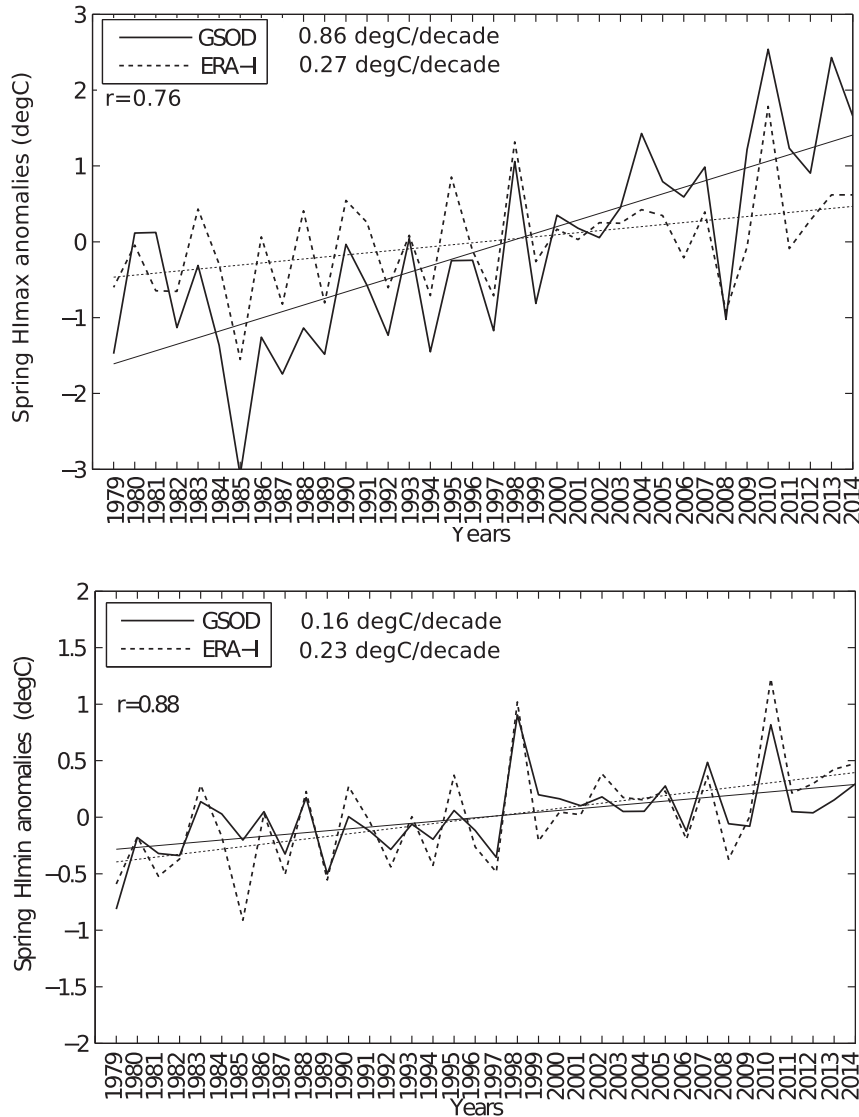 GSOD
0.86 degC/decade
ERA-I
0.27 degC/decade
r=0.76
Spring HImax anomalies (degC)
3
2
1
0
−1
−2
−3
1979 1980 1981 1982 1983 1984 1985 1986 1987 1988 1989 1990 1991 1992 1993 1994 1995 1996 1997 1998 1999 2000 2001 2002 2003 2004 2005 2006 2007 2008 2009 2010 2011 2012 2013 2014
Years
GSOD
0.16 degC/decade
ERA-I
0.23 degC/decade
r=0.88
Spring HImin anomalies (degC)
2
1.5
1
0.5
0
−0.5
−1
−1.5
−2
1979 1980 1981 1982 1983 1984 1985 1986 1987 1988 1989 1990 1991 1992 1993 1994 1995 1996 1997 1998 1999 2000 2001 2002 2003 2004 2005 2006 2007 2008 2009 2010 2011 2012 2013 2014
Years